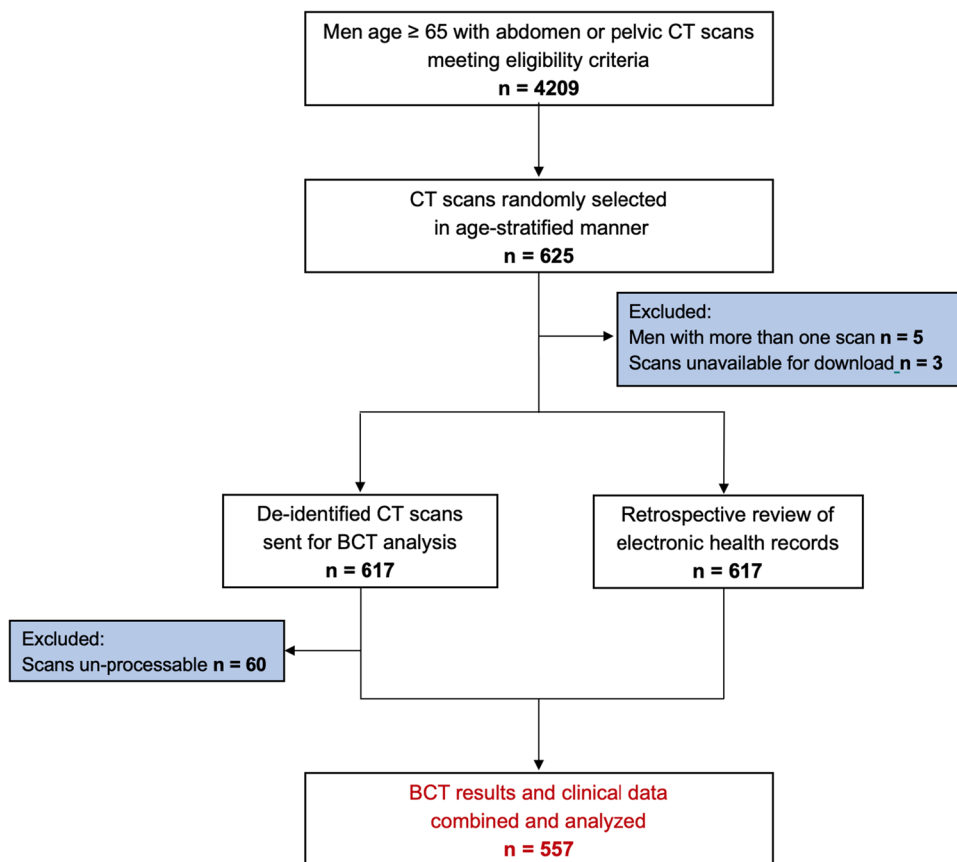 Men age ≥ 65 with abdomen or pelvic CT scans
meeting eligibility criteria
n = 4209
CT scans randomly selected
in age-stratified manner
n = 625
Excluded:
Men with more than one scan n = 5
Scans unavailable for download n = 3
De-identified CT scans
sent for BCT analysis
n = 617
Retrospective review of
electronic health records
n = 617
Excluded:
Scans un-processable n = 60
BCT results and clinical data
combined and analyzed
n = 557